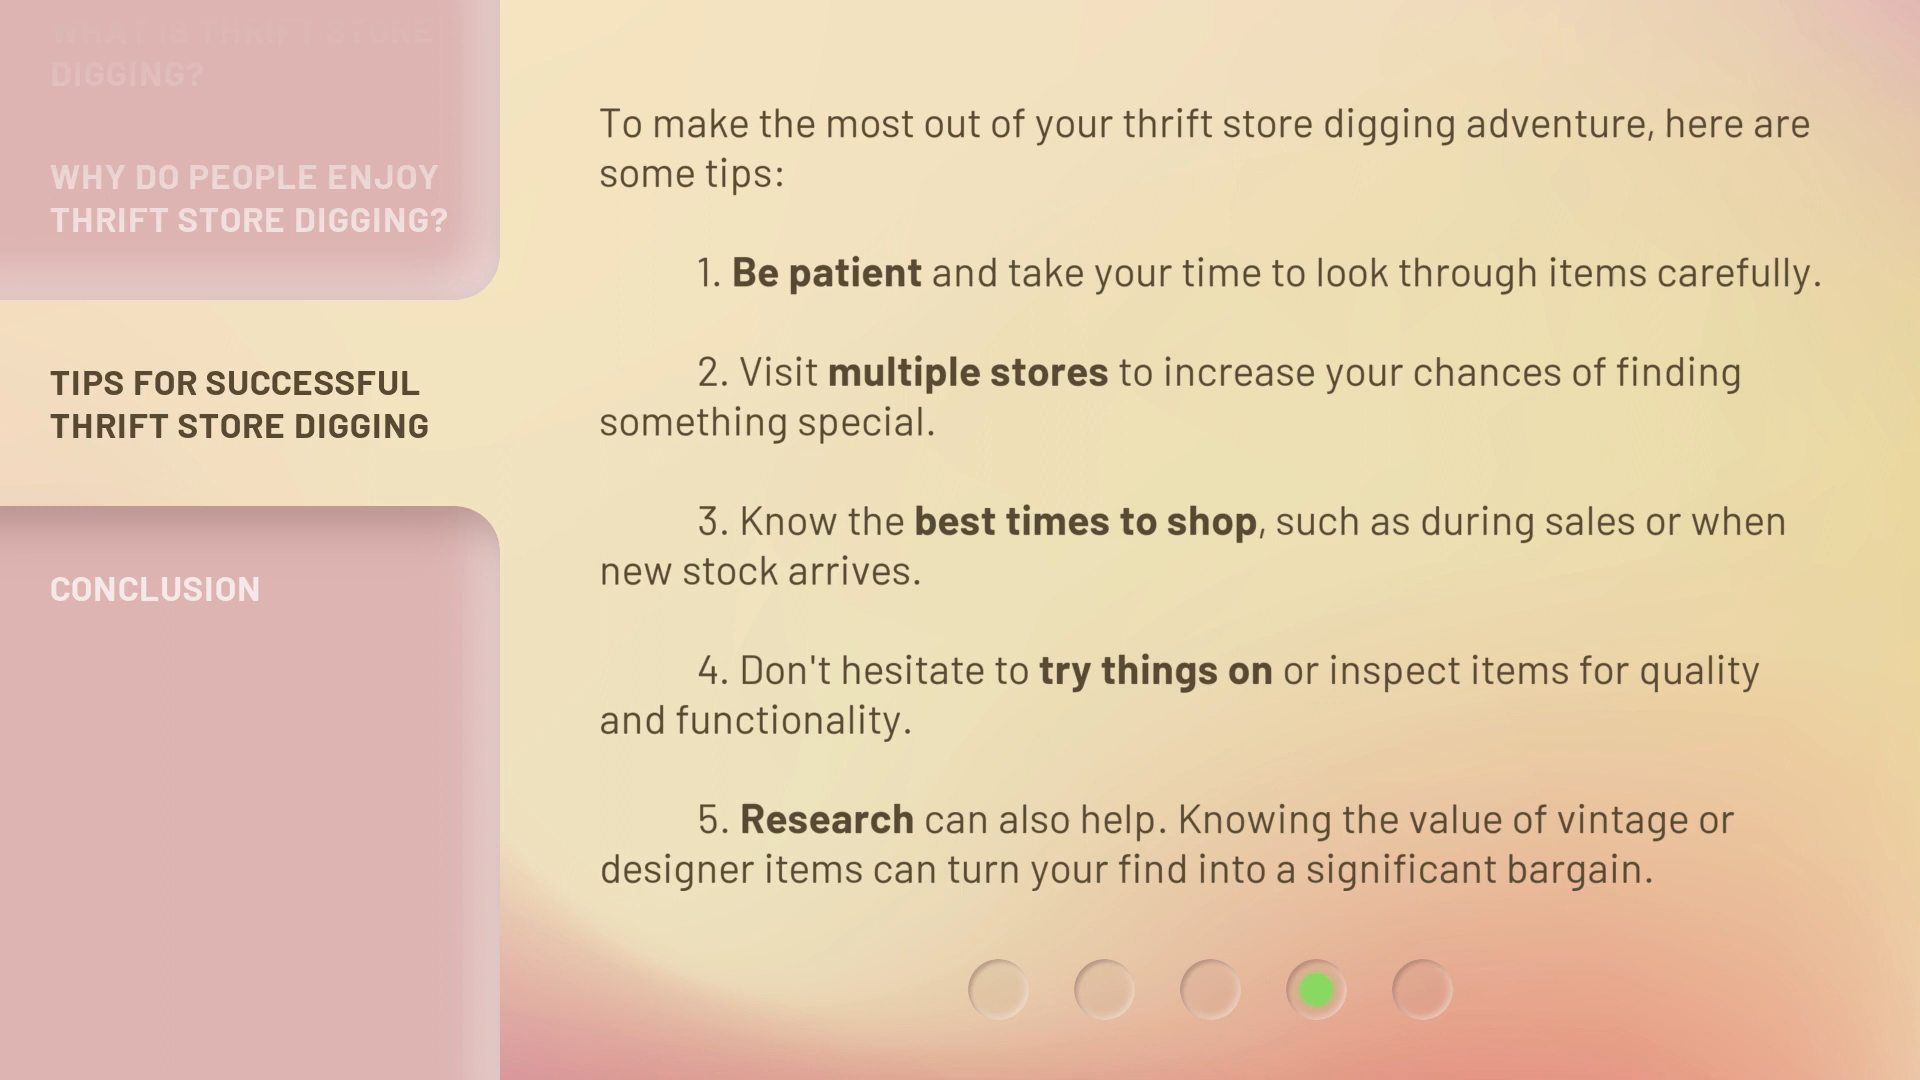 WHAT IS THRIFT STORE
DIGGING?
WHY DO PEOPLE ENJOY
THRIFT STORE DIGGING?
TIPS FOR SUCCESSFUL
THRIFT STORE DIGGING
CONCLUSION
To make the most out of your thrift store digging adventure, here are
some tips:
1. Be patient and take your time to look through items carefully.
2. Visit multiple stores to increase your chances of finding
something special.
3. Know the best times to shop, such as during sales or when
new stock arrives.
4. Don't hesitate to try things on or inspect items for quality
and functionality.
5. Research can also help. Knowing the value of vintage or
designer items can turn your find into a significant bargain.